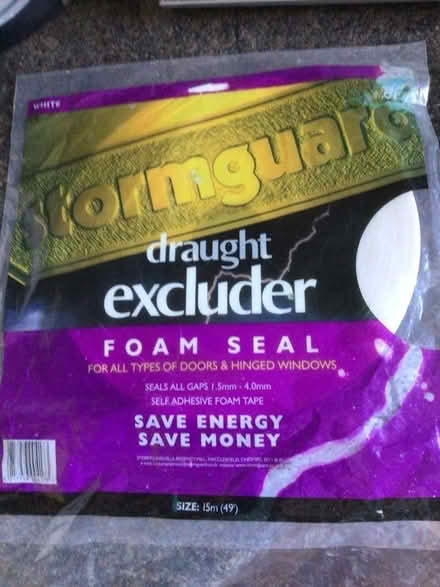 WHITE
Stormguard
draught
excluder
FOAM SEAL
FOR ALL TYPES OF DOORS & HINGED WINDOWS
SEALS ALL GAPS 1.5mm - 4.0mm
SELF ADHESIVE FOAM TAPE
SAVE ENERGY
SAVE MONEY
SIZE: 15m (49')